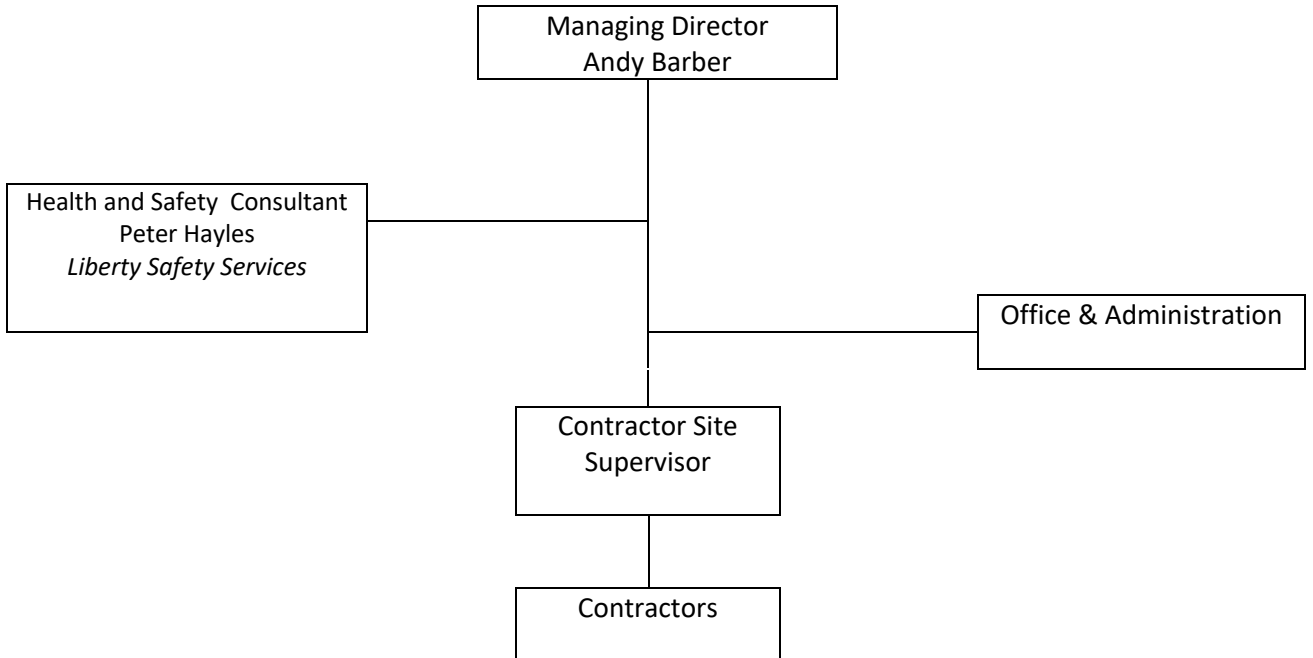 Managing Director
Andy Barber
Health and Safety  Consultant
Peter Hayles
Liberty Safety Services
Office & Administration
Contractor Site
Supervisor
Contractors